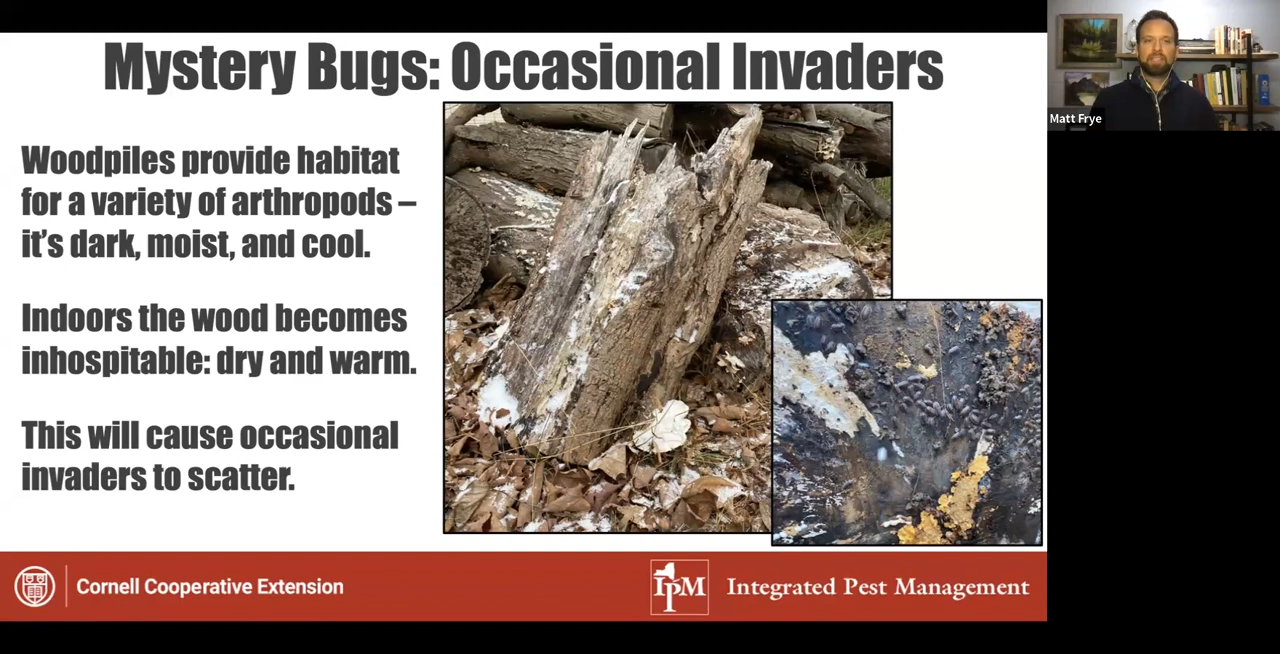 Mystery Bugs: Occasional Invaders
Woodpiles provide habitat
for a variety of arthropods –
it's dark, moist, and cool.
Indoors the wood becomes
inhospitable: dry and warm.
This will cause occasional
invaders to scatter.
Cornell Cooperative Extension
IPM
Integrated Pest Management
Matt Frye